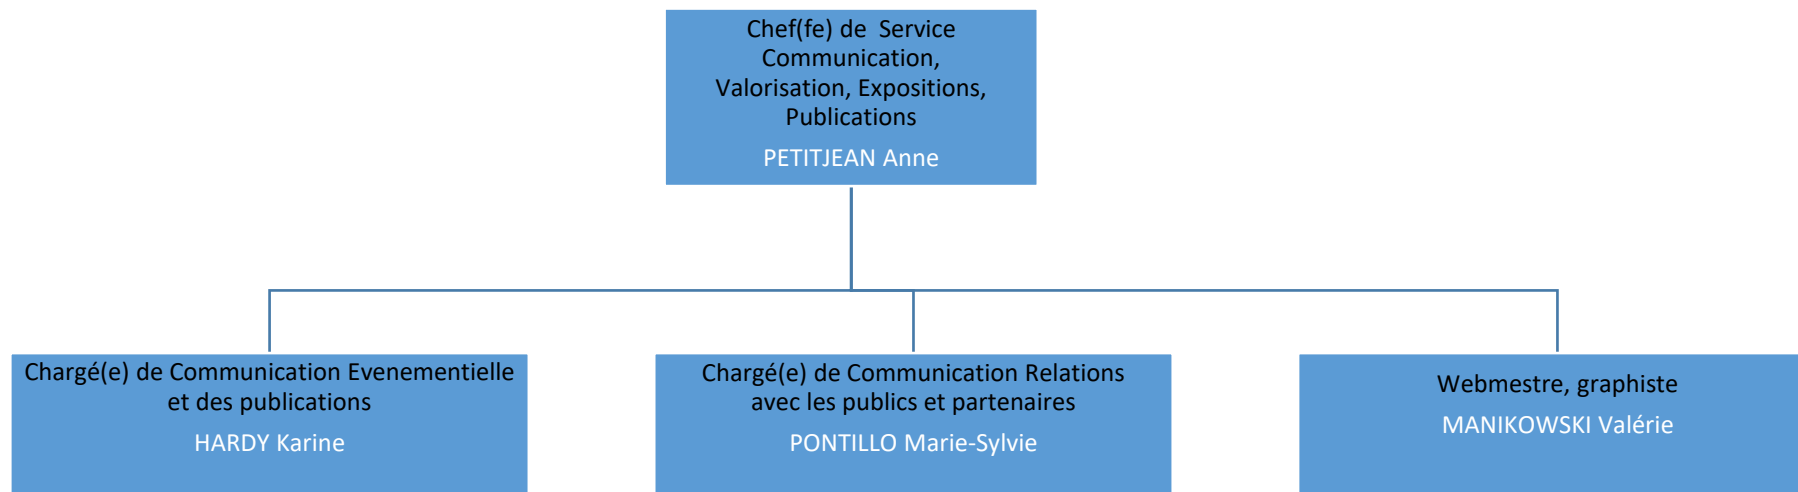 Chef(fe) de  Service
Communication,
Valorisation, Expositions,
Publications
PETITJEAN Anne
Chargé(e) de Communication Evenementielle
et des publications
HARDY Karine
Chargé(e) de Communication Relations
avec les publics et partenaires
PONTILLO Marie-Sylvie
Webmestre, graphiste
MANIKOWSKI Valérie